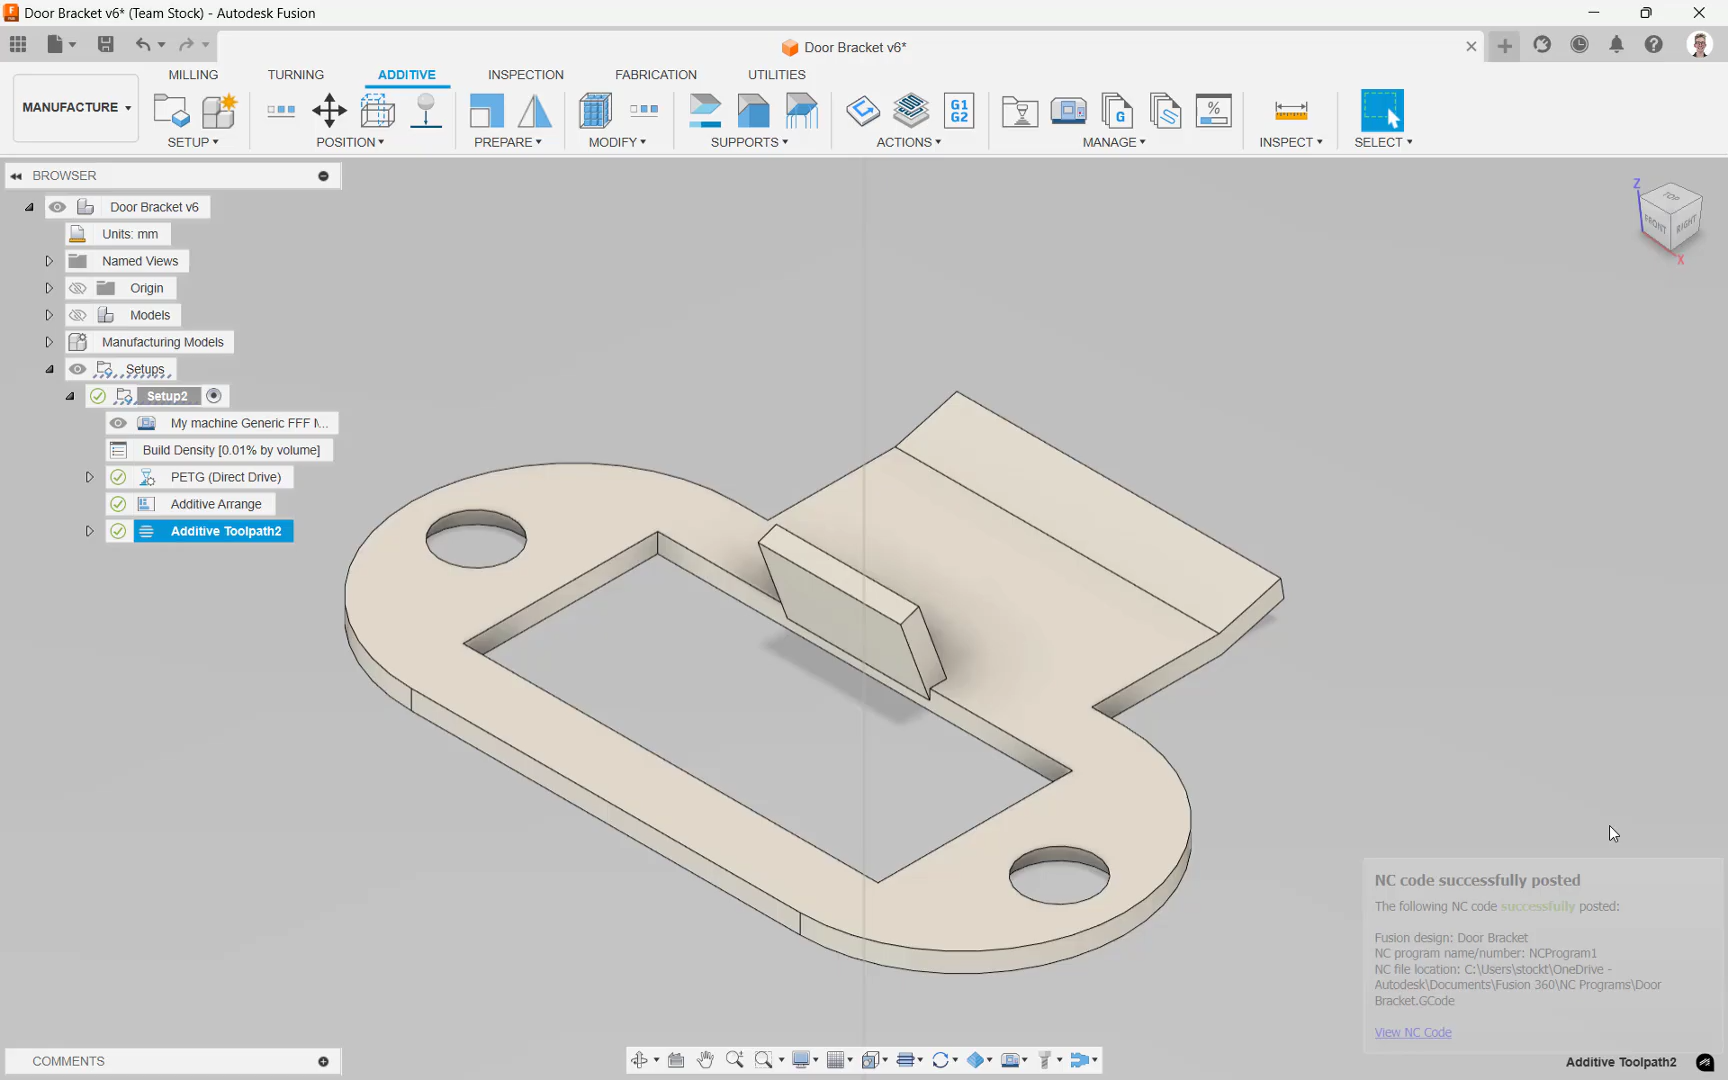 Door Bracket v6* (Team Stock) - Autodesk Fusion
Door Bracket v6*
MILLING
TURNING
ADDITIVE
INSPECTION
FABRICATION
UTILITIES
MANUFACTURE
SETUP
POSITION
PREPARE
MODIFY
SUPPORTS
G1
G2
ACTIONS
G
%
MANAGE
INSPECT
SELECT
BROWSER
Door Bracket v6
Units: mm
Named Views
Origin
Models
Manufacturing Models
Setups
Setup2
My machine Generic FFF M...
Build Density [0.01% by volume]
PETG (Direct Drive)
Additive Arrange
Additive Toolpath2
Z
TOP
FRONT
RIGHT
X
NC code successfully posted
The following NC code successfully posted:
Fusion design: Door Bracket
NC program name/number: NCProgram1
NC file location: C:\Users\stockt\OneDrive -
Autodesk\Documents\Fusion 360\NC Programs\Door
Bracket.GCode
View NC Code
COMMENTS
Additive Toolpath2